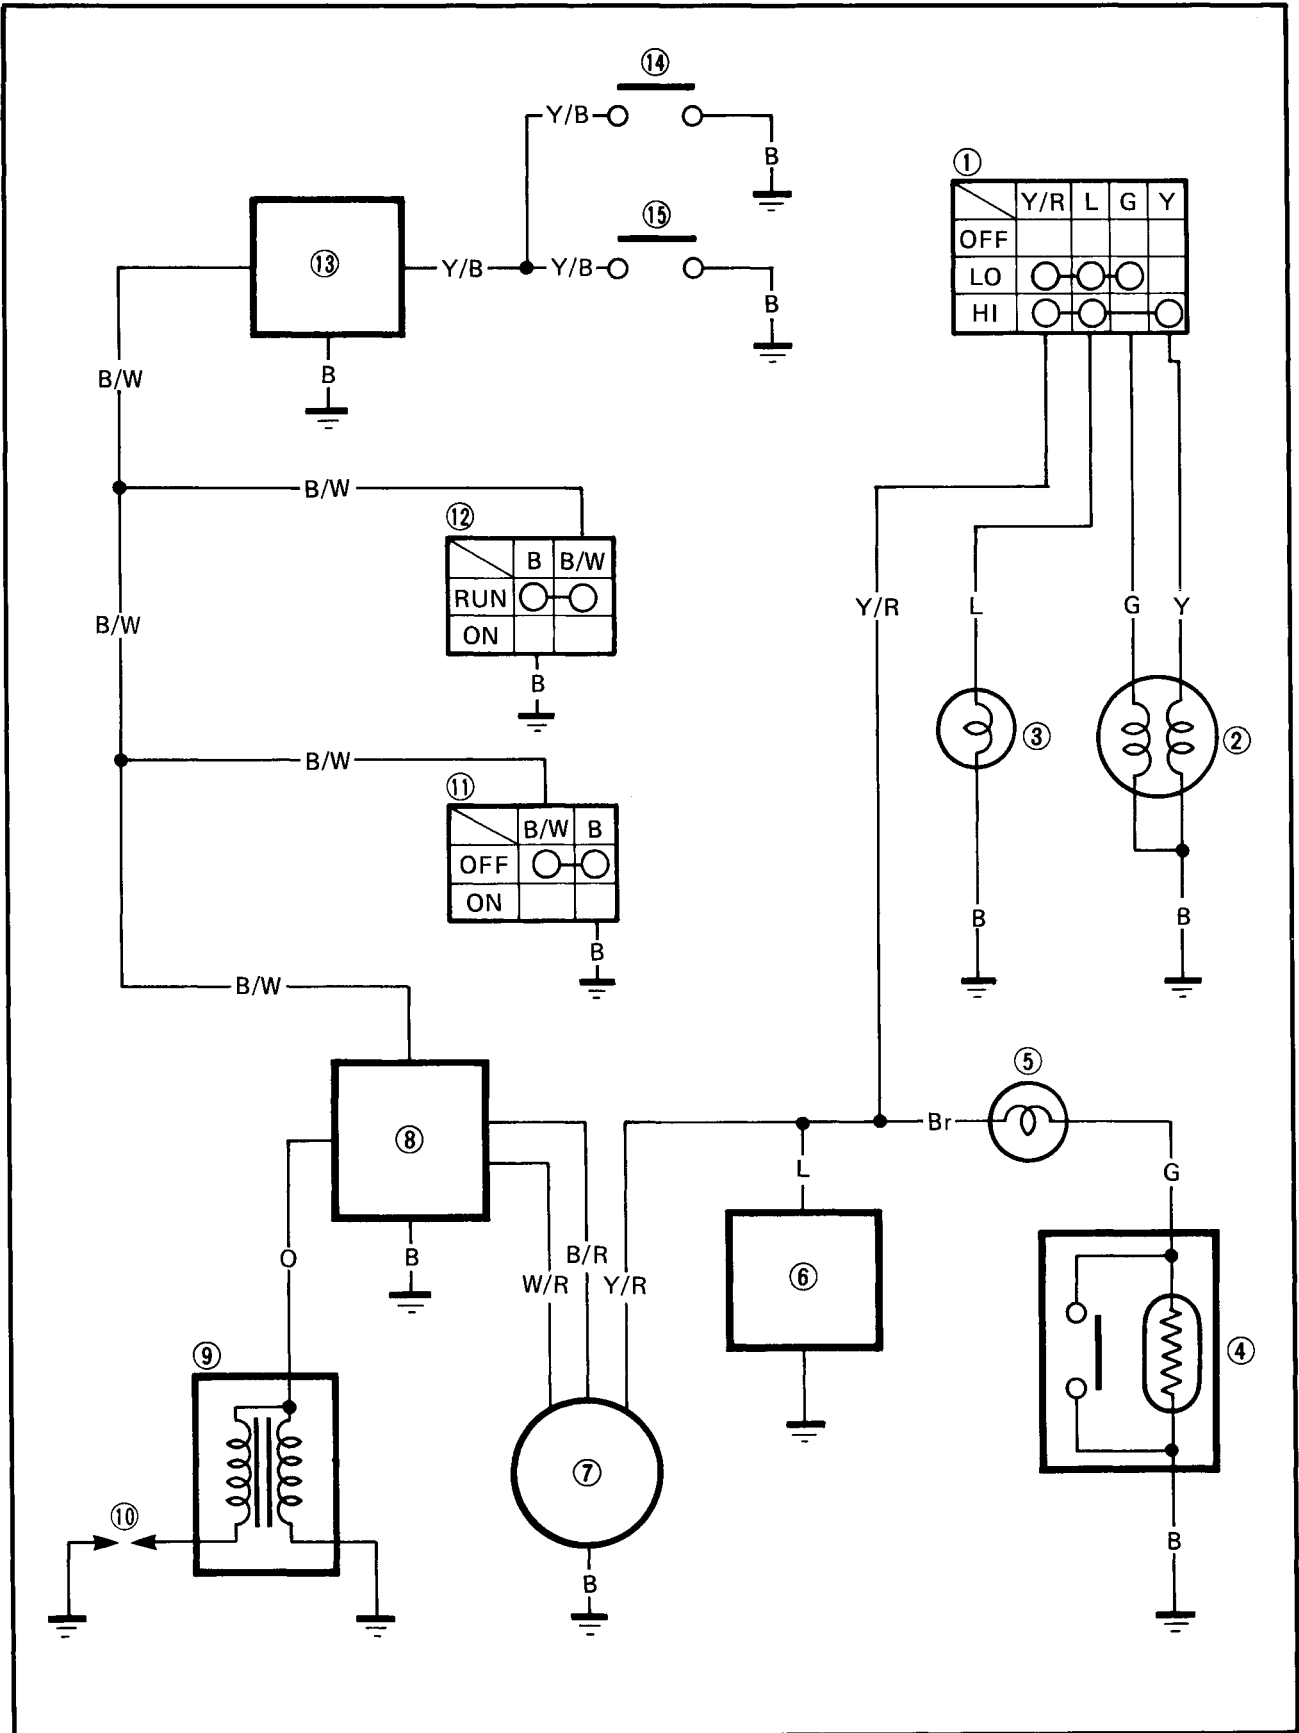 ⑭
Y/B
B
①
Y/R L G Y
OFF
LO
HI
⑮
⑬
Y/B
Y/B
B
B
B/W
B/W
⑫
B B/W
RUN
ON
B
B/W
Y/R
L
G
Y
③
②
B/W
⑪
B/W B
OFF
ON
B
B
B
B/W
⑤
⑧
Br
L
G
O
B
B/R
W/R
Y/R
⑥
④
⑨
⑦
⑩
B
B